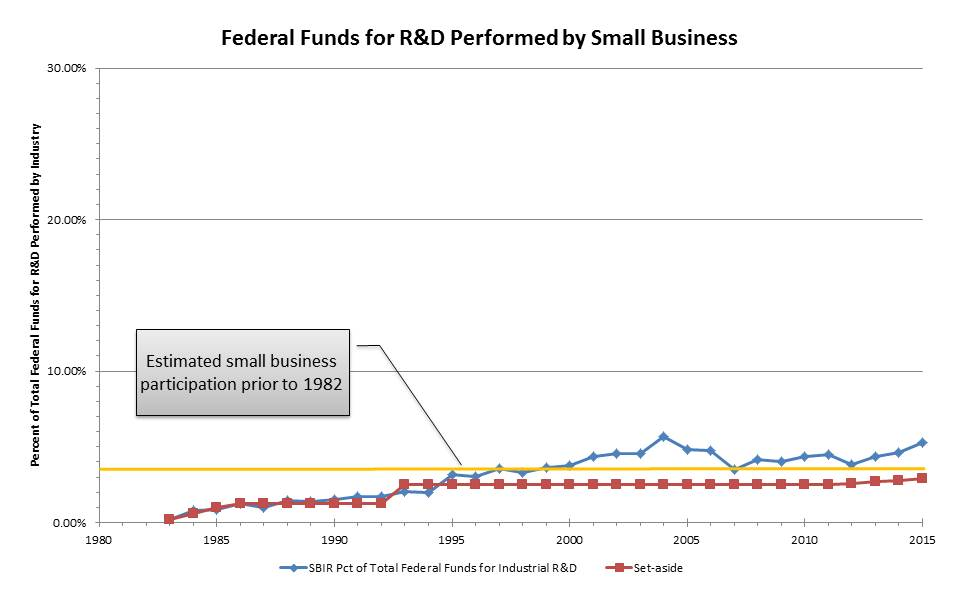 Federal Funds for R&D Performed by Small Business
30.00%
20.00%
10.00%
0.00%
Percent of Total Federal Funds for R&D Performed by Industry
Estimated small business
participation prior to 1982
1980 1985 1990 1995 2000 2005 2010 2015
SBIR Pct of Total Federal Funds for Industrial R&D Set-aside